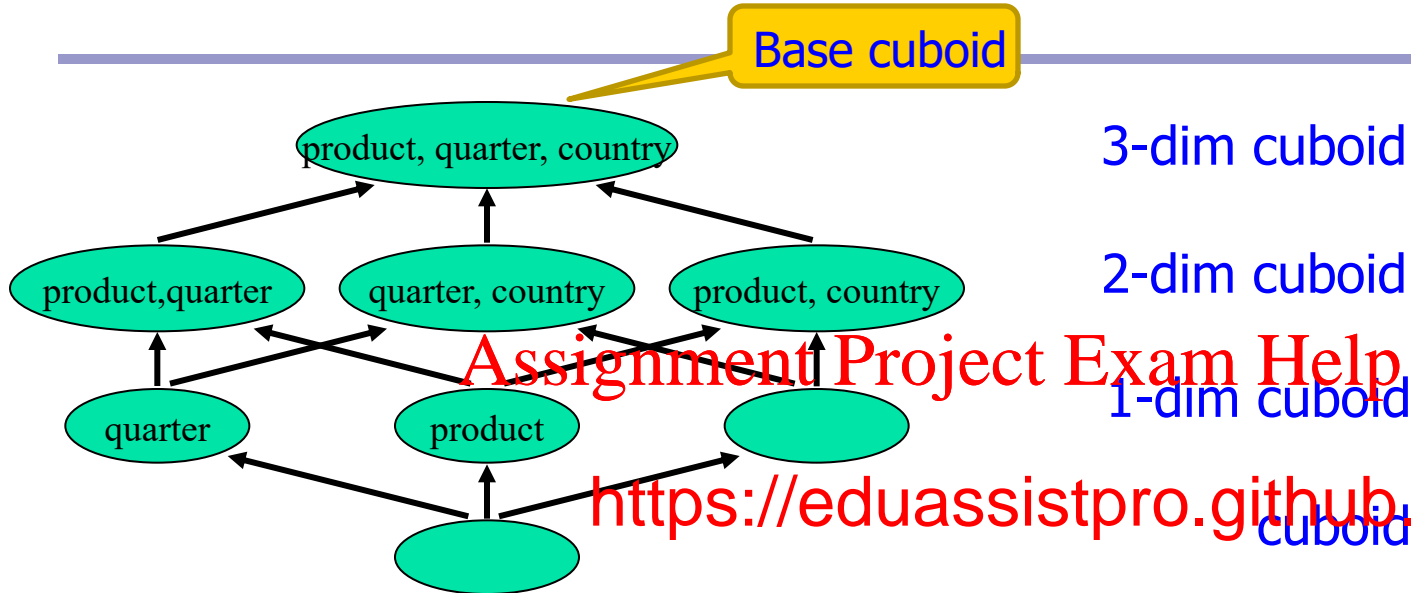 Base cuboid
product, quarter, country
3-dim cuboid
product,quarter
quarter, country
product, country
2-dim cuboid
Assignment Project Exam Help
1-dim cuboid
quarter
product
https://eduassistpro.github.
cuboid